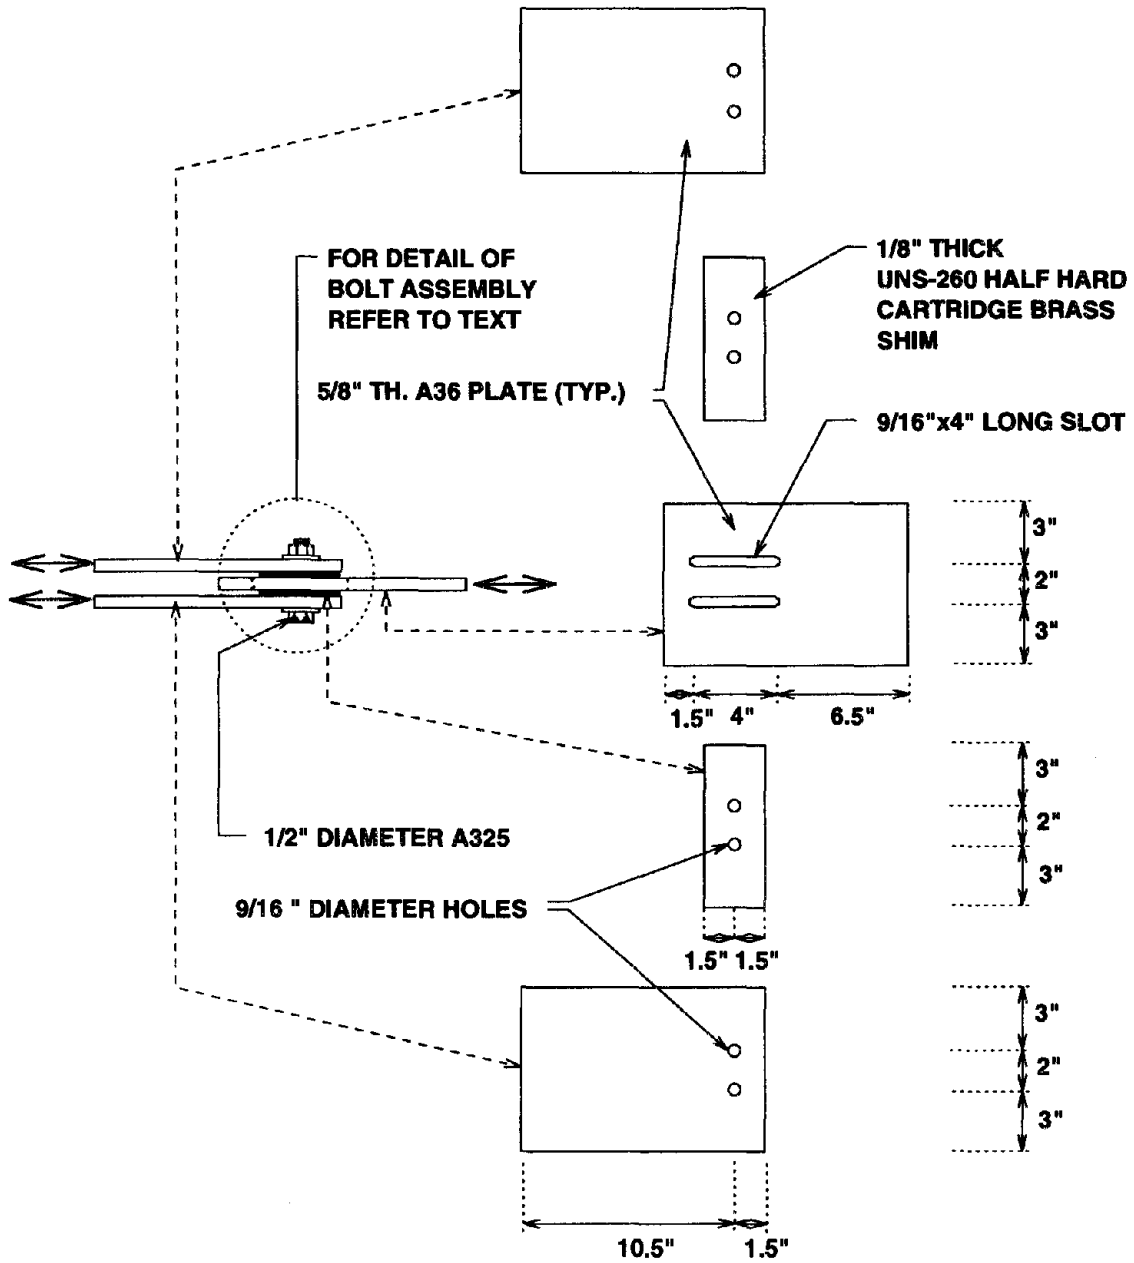 FOR DETAIL OF
BOLT ASSEMBLY
REFER TO TEXT
1/8" THICK
UNS-260 HALF HARD
CARTRIDGE BRASS
SHIM
5/8" TH. A36 PLATE (TYP.)
9/16"x4" LONG SLOT
3"
2"
3"
1.5" 4" 6.5"
3"
2"
3"
1/2" DIAMETER A325
9/16 " DIAMETER HOLES
1.5" 1.5"
3"
2"
3"
10.5" 1.5"